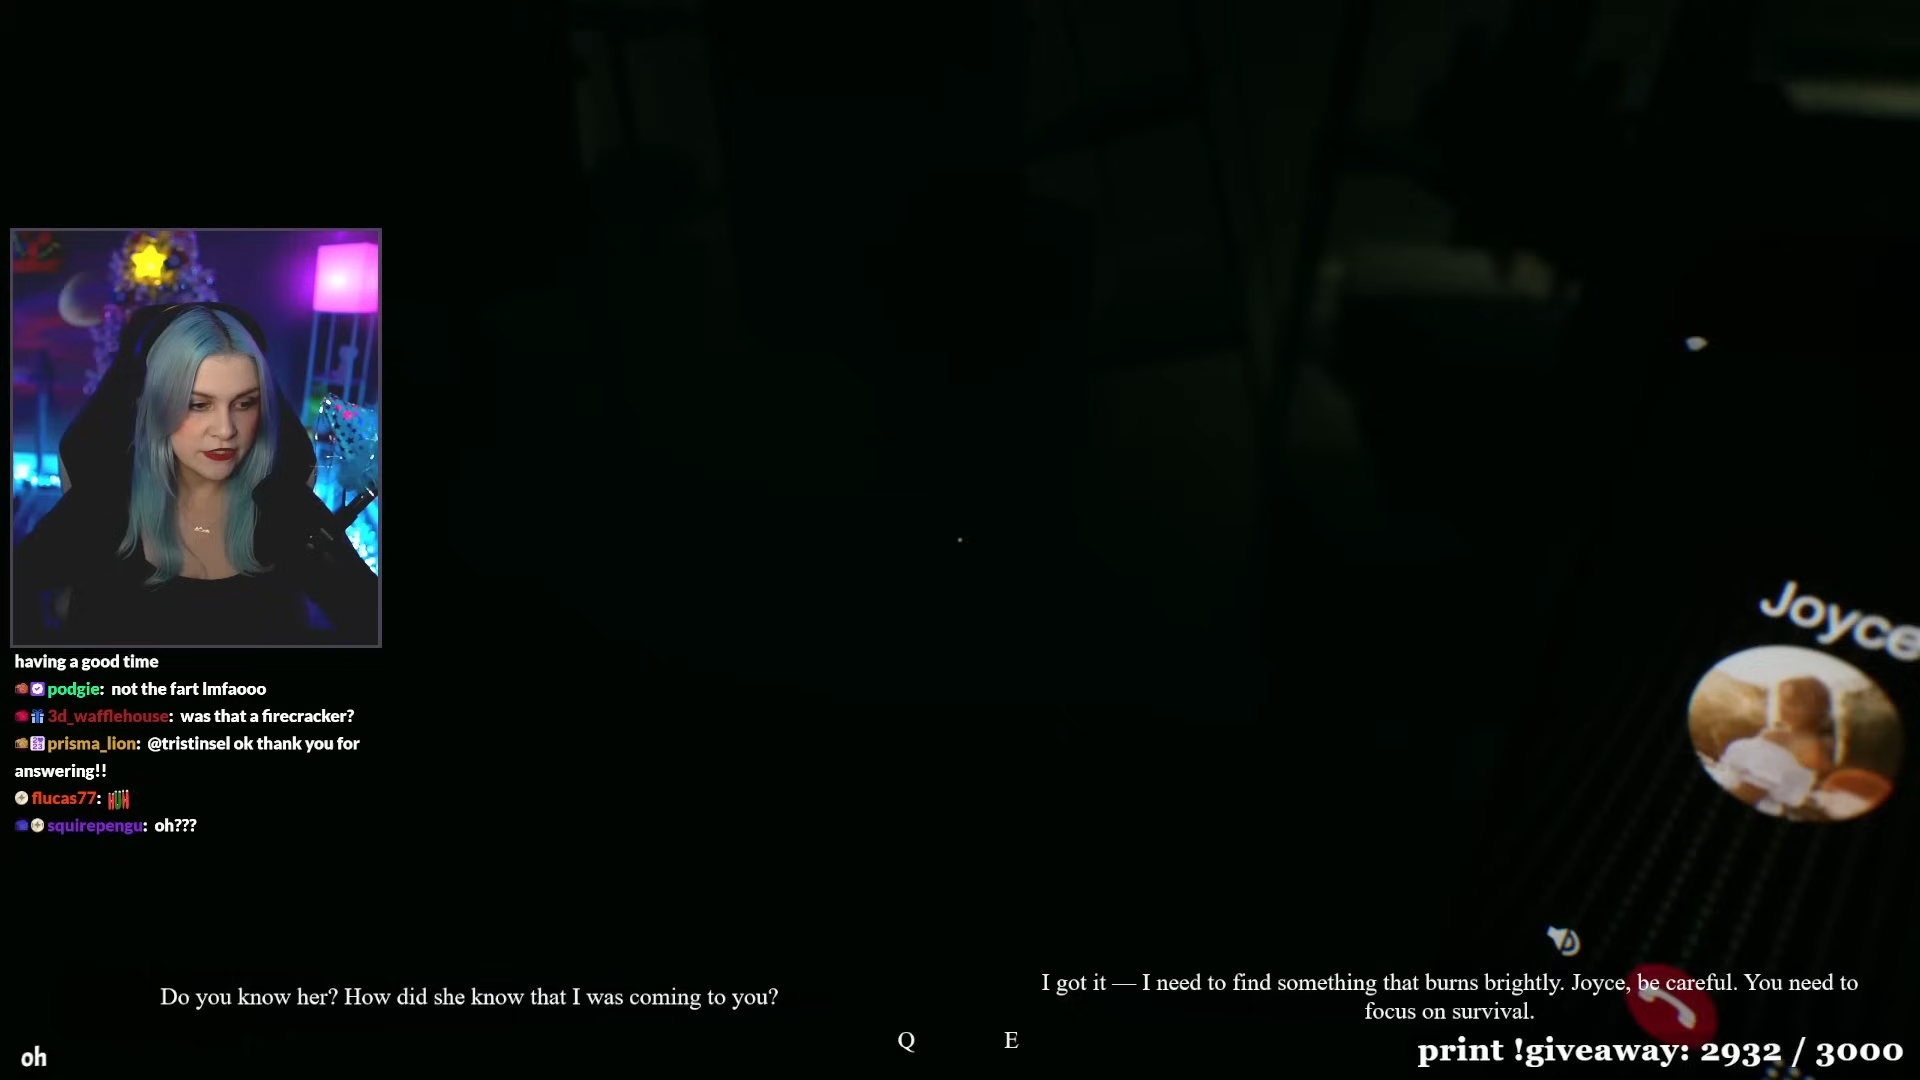 having a good time
podgie: not the fart lmfaooo
3d_wafflehouse: was that a firecracker?
prisma_lion: @tristinsel ok thank you for
answering!!
flucas77: HUH
squirepengu: oh???
Joyce
Do you know her? How did she know that I was coming to you?
I got it — I need to find something that burns brightly. Joyce, be careful. You need to
focus on survival.
Q E
oh
print !giveaway: 2932 / 3000